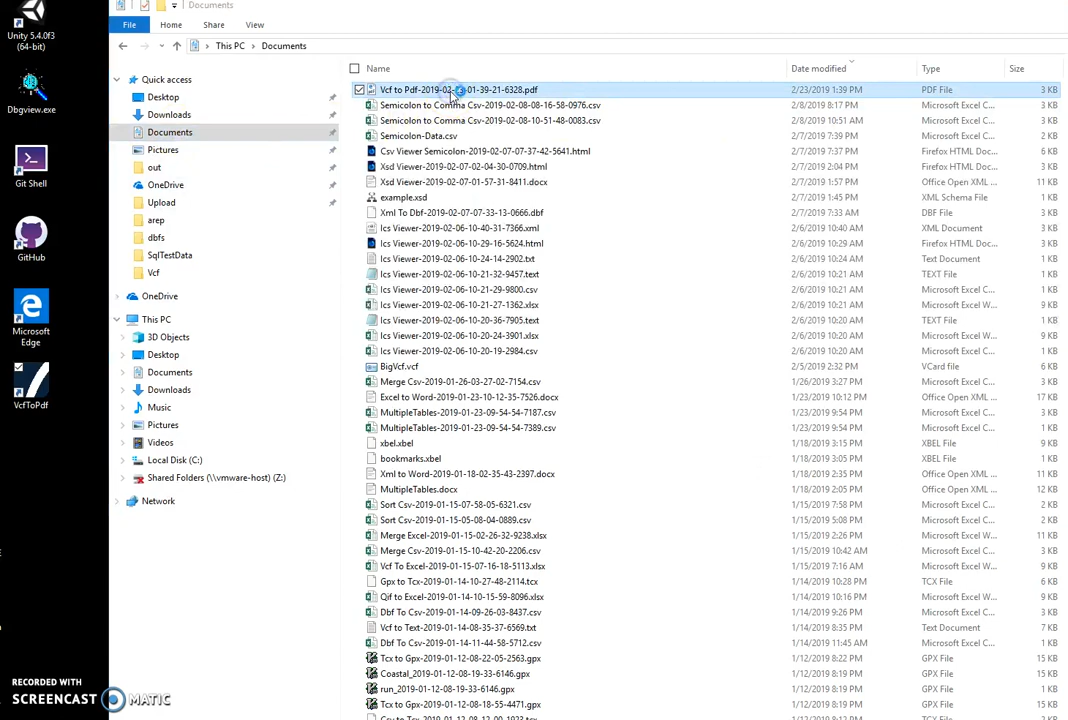 Unity 5.4.0f3
(64-bit)
Dbgview.exe
Git Shell
GitHub
Microsoft
Edge
VcfToPdf
RECORDED WITH
SCREENCAST MATIC
Documents
File Home Share View
This PC Documents
Quick access
Desktop
Downloads
Documents
Pictures
out
OneDrive
Upload
arep
dbfs
SqlTestData
Vcf
OneDrive
This PC
3D Objects
Desktop
Documents
Downloads
Music
Pictures
Videos
Local Disk (C:)
Shared Folders (\\vmware-host) (Z:)
Network
Name Date modified Type Size
Vcf to Pdf-2019-02- 01-39-21-6328.pdf 2/23/2019 1:39 PM PDF File 3 KB
Semicolon to Comma Csv-2019-02-08-08-16-58-0976.csv 2/8/2019 8:17 PM Microsoft Excel C... 3 KB
Semicolon to Comma Csv-2019-02-08-10-51-48-0083.csv 2/8/2019 10:51 AM Microsoft Excel C... 3 KB
Semicolon-Data.csv 2/7/2019 7:39 PM Microsoft Excel C... 3 KB
Csv Viewer Semicolon-2019-02-07-07-37-42-5641.html 2/7/2019 7:37 PM Firefox HTML Doc... 6 KB
Xsd Viewer-2019-02-07-02-04-30-0709.html 2/7/2019 2:04 PM Firefox HTML Doc... 3 KB
Xsd Viewer-2019-02-07-01-57-31-8411.docx 2/7/2019 1:57 PM Office Open XML ... 11 KB
example.xsd 2/7/2019 1:45 PM XML Schema File 1 KB
Xml To Dbf-2019-02-07-07-33-13-0666.dbf 2/7/2019 7:33 AM DBF File 3 KB
Ics Viewer-2019-02-06-10-40-31-7366.xml 2/6/2019 10:40 AM XML Document 1 KB
Ics Viewer-2019-02-06-10-29-16-5624.html 2/6/2019 10:29 AM Firefox HTML Doc... 3 KB
Ics Viewer-2019-02-06-10-24-14-2902.txt 2/6/2019 10:24 AM Text Document 1 KB
Ics Viewer-2019-02-06-10-21-32-9457.text 2/6/2019 10:21 AM TEXT File 1 KB
Ics Viewer-2019-02-06-10-21-29-9800.csv 2/6/2019 10:21 AM Microsoft Excel C... 1 KB
Ics Viewer-2019-02-06-10-21-27-1362.xlsx 2/6/2019 10:21 AM Microsoft Excel W... 9 KB
Ics Viewer-2019-02-06-10-20-36-7905.text 2/6/2019 10:20 AM TEXT File 1 KB
Ics Viewer-2019-02-06-10-20-24-3901.xlsx 2/6/2019 10:20 AM Microsoft Excel W... 9 KB
Ics Viewer-2019-02-06-10-20-19-2984.csv 2/6/2019 10:20 AM Microsoft Excel C... 1 KB
BigVcf.vcf 2/5/2019 2:32 PM VCard file 6 KB
Merge Csv-2019-01-26-03-27-02-7154.csv 1/26/2019 3:27 PM Microsoft Excel C... 1 KB
Excel to Word-2019-01-23-10-12-35-7526.docx 1/23/2019 10:12 PM Office Open XML ... 17 KB
MultipleTables-2019-01-23-09-54-54-7187.csv 1/23/2019 9:54 PM Microsoft Excel C... 3 KB
MultipleTables-2019-01-23-09-54-54-7389.csv 1/23/2019 9:54 PM Microsoft Excel C... 1 KB
xbel.xbel 1/18/2019 3:15 PM XBEL File 9 KB
bookmarks.xbel 1/18/2019 3:05 PM XBEL File 9 KB
Xml to Word-2019-01-18-02-35-43-2397.docx 1/18/2019 2:35 PM Office Open XML ... 11 KB
MultipleTables.docx 1/18/2019 2:05 PM Office Open XML ... 12 KB
Sort Csv-2019-01-15-07-58-05-6321.csv 1/15/2019 7:58 PM Microsoft Excel C... 2 KB
Sort Csv-2019-01-15-05-08-04-0889.csv 1/15/2019 5:08 PM Microsoft Excel C... 2 KB
Merge Excel-2019-01-15-02-26-32-9238.xlsx 1/15/2019 2:26 PM Microsoft Excel W... 11 KB
Merge Csv-2019-01-15-10-42-20-2206.csv 1/15/2019 10:42 AM Microsoft Excel C... 1 KB
Vcf To Excel-2019-01-15-07-16-18-5113.xlsx 1/15/2019 7:16 AM Microsoft Excel W... 9 KB
Gpx to Tcx-2019-01-14-10-27-48-2114.tcx 1/14/2019 10:28 PM TCX File 6 KB
Qif to Excel-2019-01-14-10-15-59-8096.xlsx 1/14/2019 10:16 PM Microsoft Excel W... 9 KB
Dbf To Csv-2019-01-14-09-26-03-8437.csv 1/14/2019 9:26 PM Microsoft Excel C... 3 KB
Vcf to Text-2019-01-14-08-35-37-6569.txt 1/14/2019 8:35 PM Text Document 1 KB
Dbf To Csv-2019-01-14-11-44-58-5712.csv 1/14/2019 11:45 AM Microsoft Excel C... 3 KB
Tcx to Gpx-2019-01-12-08-22-05-2563.gpx 1/12/2019 8:22 PM GPX File 15 KB
Coastal_2019-01-12-08-19-33-6146.gpx 1/12/2019 8:19 PM GPX File 15 KB
run_2019-01-12-08-19-33-6146.gpx 1/12/2019 8:19 PM GPX File 1 KB
Tcx to Gpx-2019-01-12-08-18-55-4471.gpx 1/12/2019 8:18 PM GPX File 15 KB